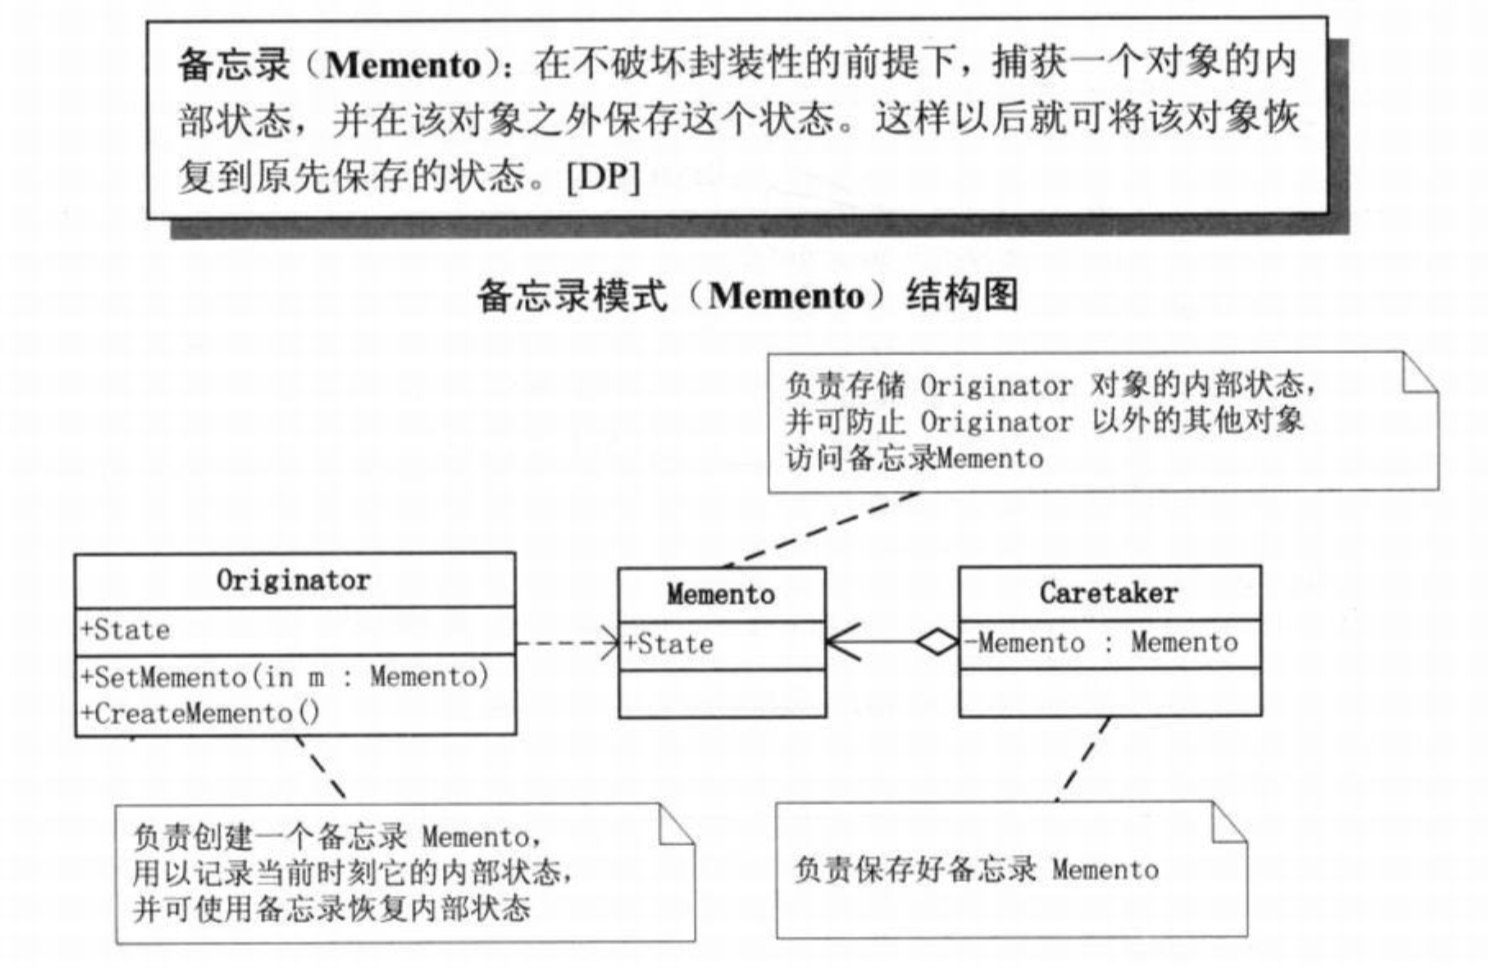 备忘录（Memento）：在不破坏封装性的前提下，捕获一个对象的内
部状态，并在该对象之外保存这个状态。这样以后就可将该对象恢
复到原先保存的状态。[DP]
备忘录模式（Memento）结构图
负责存储 Originator 对象的内部状态，
并可防止 Originator 以外的其他对象
访问备忘录Memento
Originator
+State
+SetMemento(in m : Memento)
+CreateMemento()
Memento
+State
Caretaker
-Memento : Memento
负责创建一个备忘录 Memento，
用以记录当前时刻它的内部状态，
并可使用备忘录恢复内部状态
负责保存好备忘录 Memento